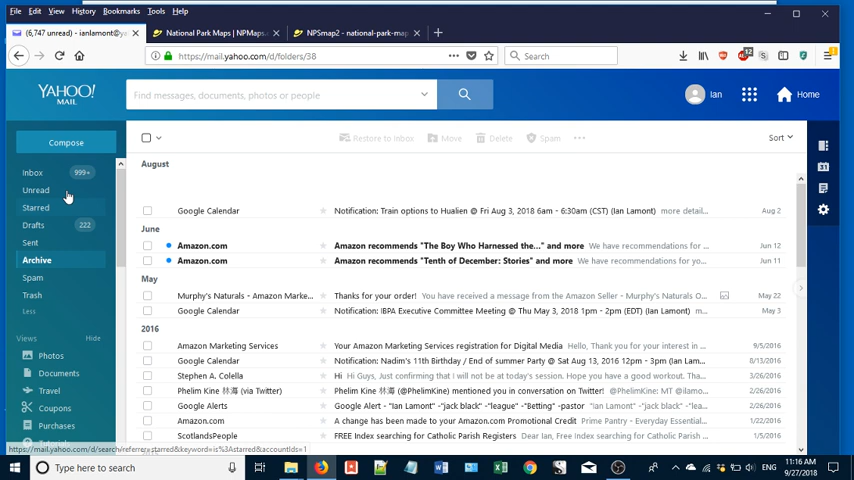 File Edit View History Bookmarks Tools Help
(6,747 unread) - ianlamont@ya
National Park Maps | NPMaps.
NPSmap2 - national-park-map
https://mail.yahoo.com/d/folders/38
Search
12
YAHOO!
MAIL
Find messages, documents, photos or people
Ian
Home
Compose
Restore to Inbox Move Delete Spam
Sort
Inbox 999+
Unread
Starred
Drafts 222
Sent
Archive
Spam
Trash
Less
Views Hide
Photos
Documents
Travel
Coupons
Purchases
31
August
Google Calendar Notification: Train options to Hualien @ Fri Aug 3, 2018 6am - 6:30am (CST) (Ian Lamont) more detail... Aug 2
June
Amazon.com Amazon recommends "The Boy Who Harnessed the..." and more We have recommendations for Jun 12
Amazon.com Amazon recommends "Tenth of December: Stories" and more We have recommendations for yo... Jun 11
May
Murphy's Naturals - Amazon Marke... Thanks for your order! You have received a message from the Amazon Seller - Murphy's Naturals O... May 22
Google Calendar Notification: IBPA Executive Committee Meeting @ Thu May 3, 2018 1pm - 2pm (EDT) (Ian Lamont) m... May 3
2016
Amazon Marketing Services Your Amazon Marketing Services registration for Digital Media Hello, Thank you for your interest in ... 9/5/2016
Google Calendar Notification: Nadim's 11th Birthday / End of summer Party @ Sat Aug 13, 2016 12pm - 3pm (Ian Lam... 8/13/2016
Stephen A. Colella Hi Hi Guys, Just confirming that I will not be at today's session. Hope you have a good workout. Tha... 3/26/2016
Phelim Kine 林海 (via Twitter) Phelim Kine 林海 (@PhelimKine) mentioned you in conversation on Twitter! @PhelimKine: MT @ilamo... 2/26/2016
Google Alerts Google Alert - "Ian Lamont" -"jack black" -"league" -"Betting" -pastor "Ian Lamont" -"jack black" -"le... 2/26/2016
Amazon.com A change has been made to your Amazon.com Promotional Credit Prime Pantry - Everyday Essential... 1/22/2016
ScotlandsPeople FREE Index searching for Catholic Parish Registers Dear Ian, Free Index searching for Catholic Parish ... 1/5/2016
Type here to search
ENG
11:16 AM
9/27/2018